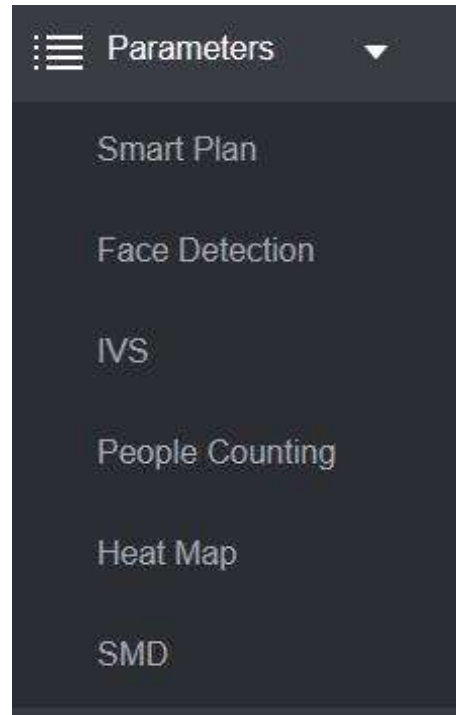 Parameters
Smart Plan
Face Detection
IVS
People Counting
Heat Map
SMD